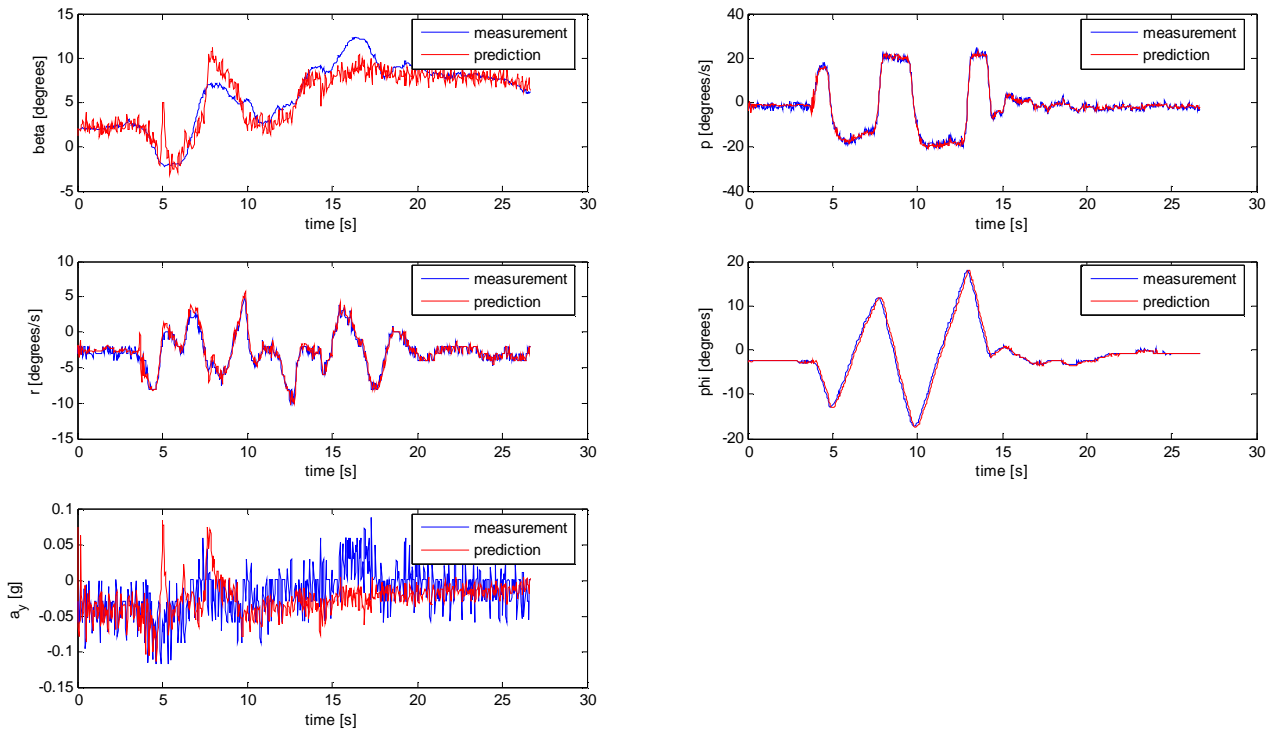 15
10
5
0
-5
beta [degrees]
measurement
prediction
0 5 10 15 20 25 30
time [s]
40
20
0
-20
-40
p [degrees/s]
measurement
prediction
0 5 10 15 20 25 30
time [s]
10
5
0
-5
-10
-15
r [degrees/s]
measurement
prediction
0 5 10 15 20 25 30
time [s]
20
10
0
-10
-20
phi [degrees]
measurement
prediction
0 5 10 15 20 25 30
time [s]
0.1
0.05
0
-0.05
-0.1
-0.15
a_y [g]
measurement
prediction
0 5 10 15 20 25 30
time [s]